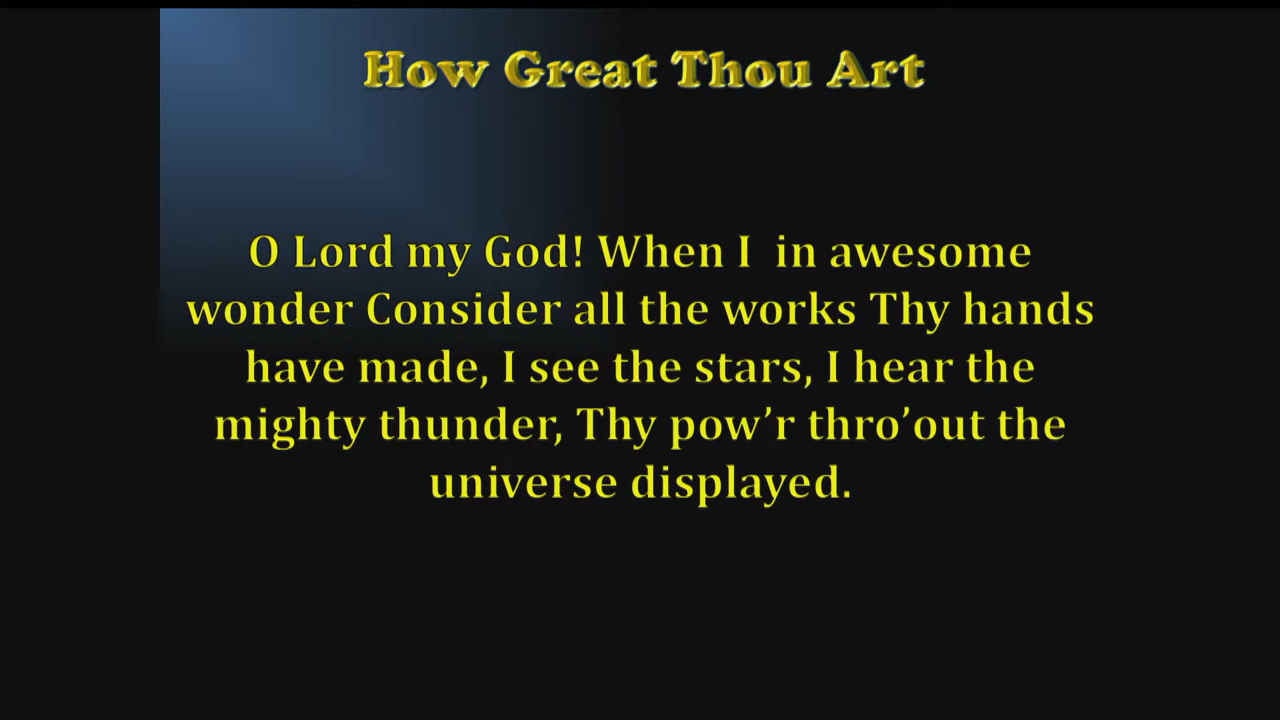 How Great Thou Art
O Lord my God! When I  in awesome
wonder Consider all the works Thy hands
have made, I see the stars, I hear the
mighty thunder, Thy pow’r thro’out the
universe displayed.